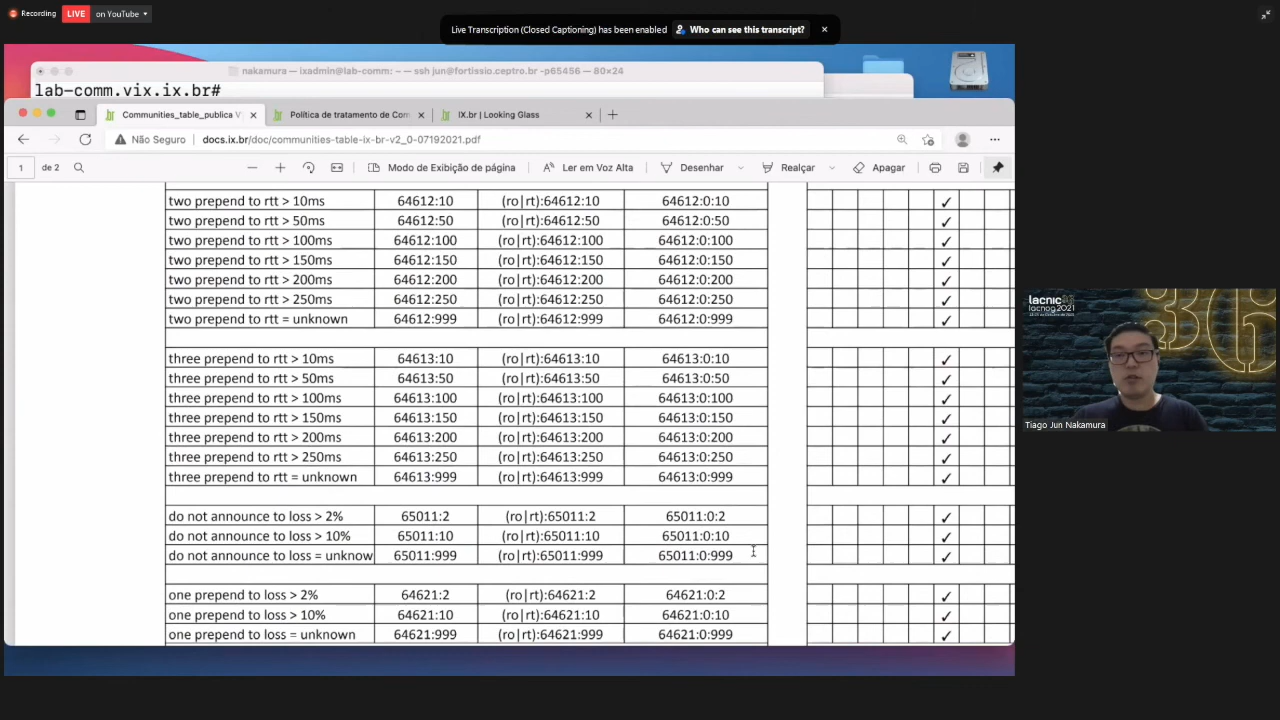 Recording
LIVE
on YouTube
Live Transcription (Closed Captioning) has been enabled
Who can see this transcript?
nakamura — ixadmin@lab-comm: ~ — ssh jun@fortissio.ceptro.br -p65456 — 80×24
lab-comm.vix.ix.br#
Communities_table_publica V
Política de tratamento de Com
IX.br | Looking Glass
Não Seguro
docs.ix.br/doc/communities-table-ix-br-v2_0-07192021.pdf
1 de 2
Modo de Exibição de página
Ler em Voz Alta
Desenhar
Realçar
Apagar
two prepend to rtt > 10ms 64612:10 (ro|rt):64612:10 64612:0:10 ✓
two prepend to rtt > 50ms 64612:50 (ro|rt):64612:50 64612:0:50 ✓
two prepend to rtt > 100ms 64612:100 (ro|rt):64612:100 64612:0:100 ✓
two prepend to rtt > 150ms 64612:150 (ro|rt):64612:150 64612:0:150 ✓
two prepend to rtt > 200ms 64612:200 (ro|rt):64612:200 64612:0:200 ✓
two prepend to rtt > 250ms 64612:250 (ro|rt):64612:250 64612:0:250 ✓
two prepend to rtt = unknown 64612:999 (ro|rt):64612:999 64612:0:999 ✓
three prepend to rtt > 10ms 64613:10 (ro|rt):64613:10 64613:0:10 ✓
three prepend to rtt > 50ms 64613:50 (ro|rt):64613:50 64613:0:50 ✓
three prepend to rtt > 100ms 64613:100 (ro|rt):64613:100 64613:0:100 ✓
three prepend to rtt > 150ms 64613:150 (ro|rt):64613:150 64613:0:150 ✓
three prepend to rtt > 200ms 64613:200 (ro|rt):64613:200 64613:0:200 ✓
three prepend to rtt > 250ms 64613:250 (ro|rt):64613:250 64613:0:250 ✓
three prepend to rtt = unknown 64613:999 (ro|rt):64613:999 64613:0:999 ✓
do not announce to loss > 2% 65011:2 (ro|rt):65011:2 65011:0:2 ✓
do not announce to loss > 10% 65011:10 (ro|rt):65011:10 65011:0:10 ✓
do not announce to loss = unknow 65011:999 (ro|rt):65011:999 65011:0:999 ✓
one prepend to loss > 2% 64621:2 (ro|rt):64621:2 64621:0:2 ✓
one prepend to loss > 10% 64621:10 (ro|rt):64621:10 64621:0:10 ✓
one prepend to loss = unknown 64621:999 (ro|rt):64621:999 64621:0:999 ✓
lacnic 36
lacnog 2021
36
Tiago Jun Nakamura